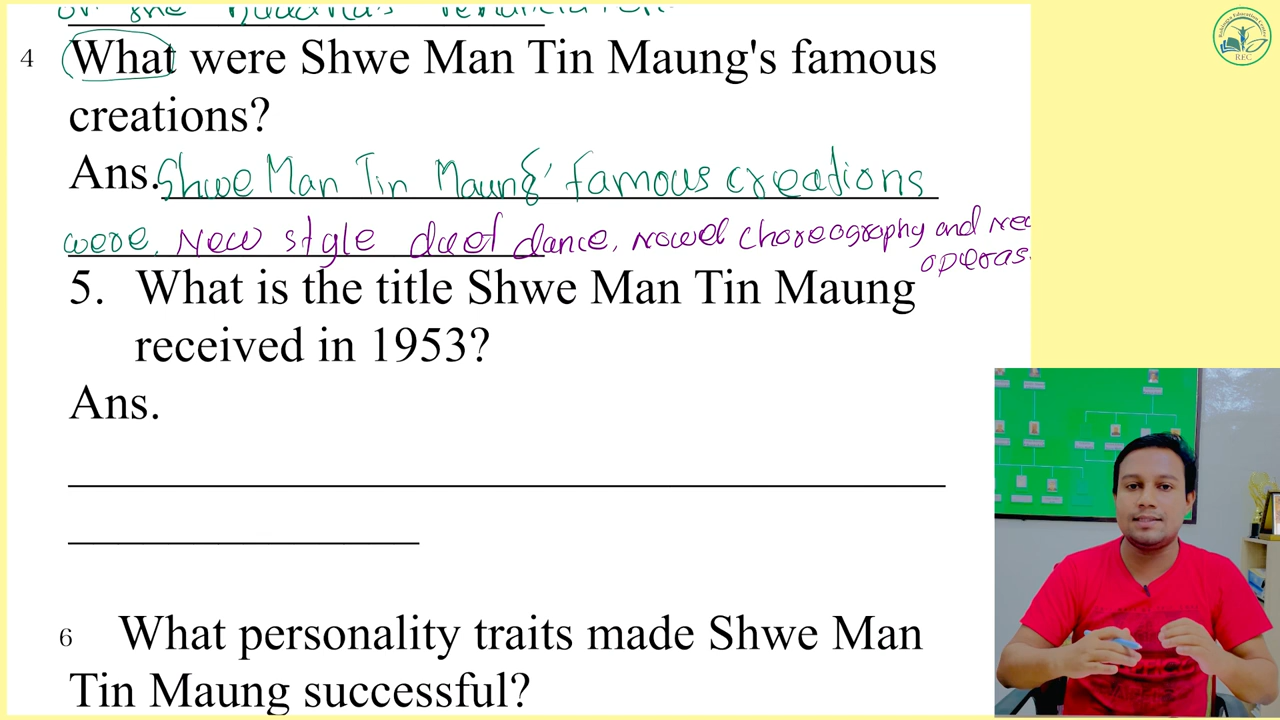 4 What were Shwe Man Tin Maung's famous
creations?
Ans. Shwe Man Tin Maung' famous creations
were, New style duet dance, nowel choreography and
operas.
5. What is the title Shwe Man Tin Maung
received in 1953?
Ans.
6 What personality traits made Shwe Man
Tin Maung successful?
REC